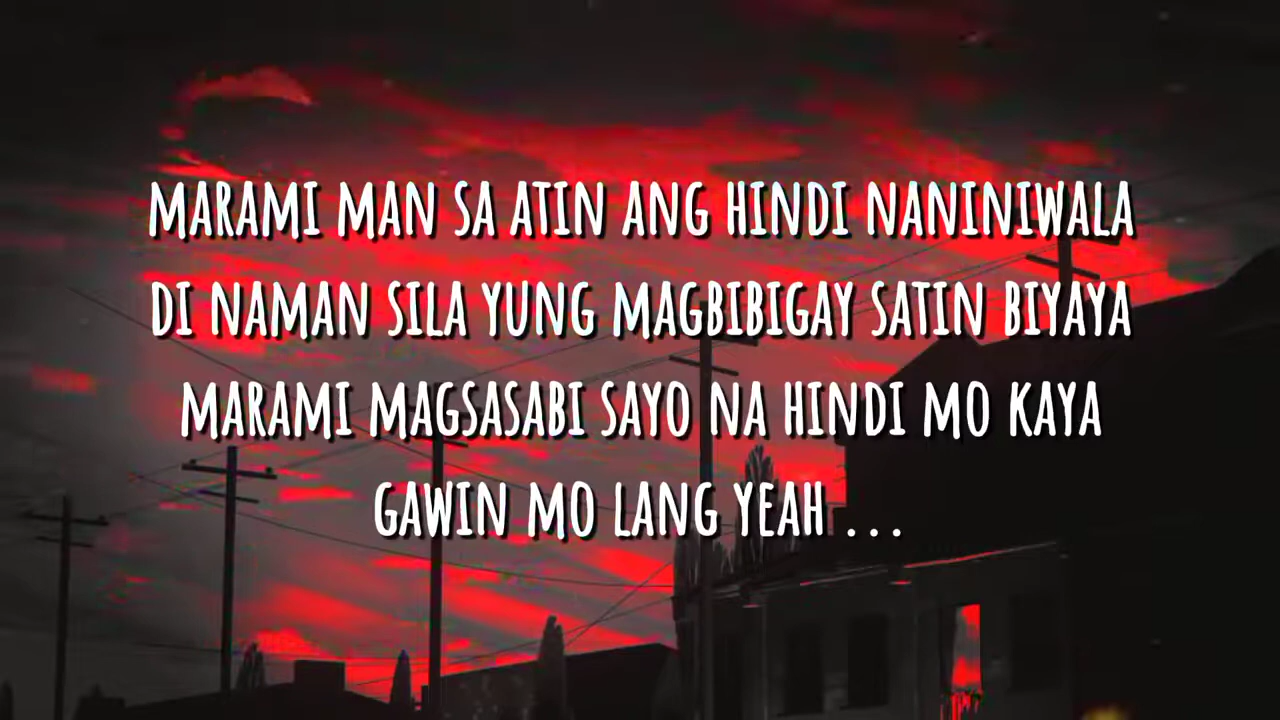 MARAMI MAN SA ATIN ANG HINDI NANINIWALA
DI NAMAN SILA YUNG MAGBIBIGAY SATIN BIYAYA
MARAMI MAGSASABI SAYO NA HINDI MO KAYA
GAWIN MO LANG YEAH ...